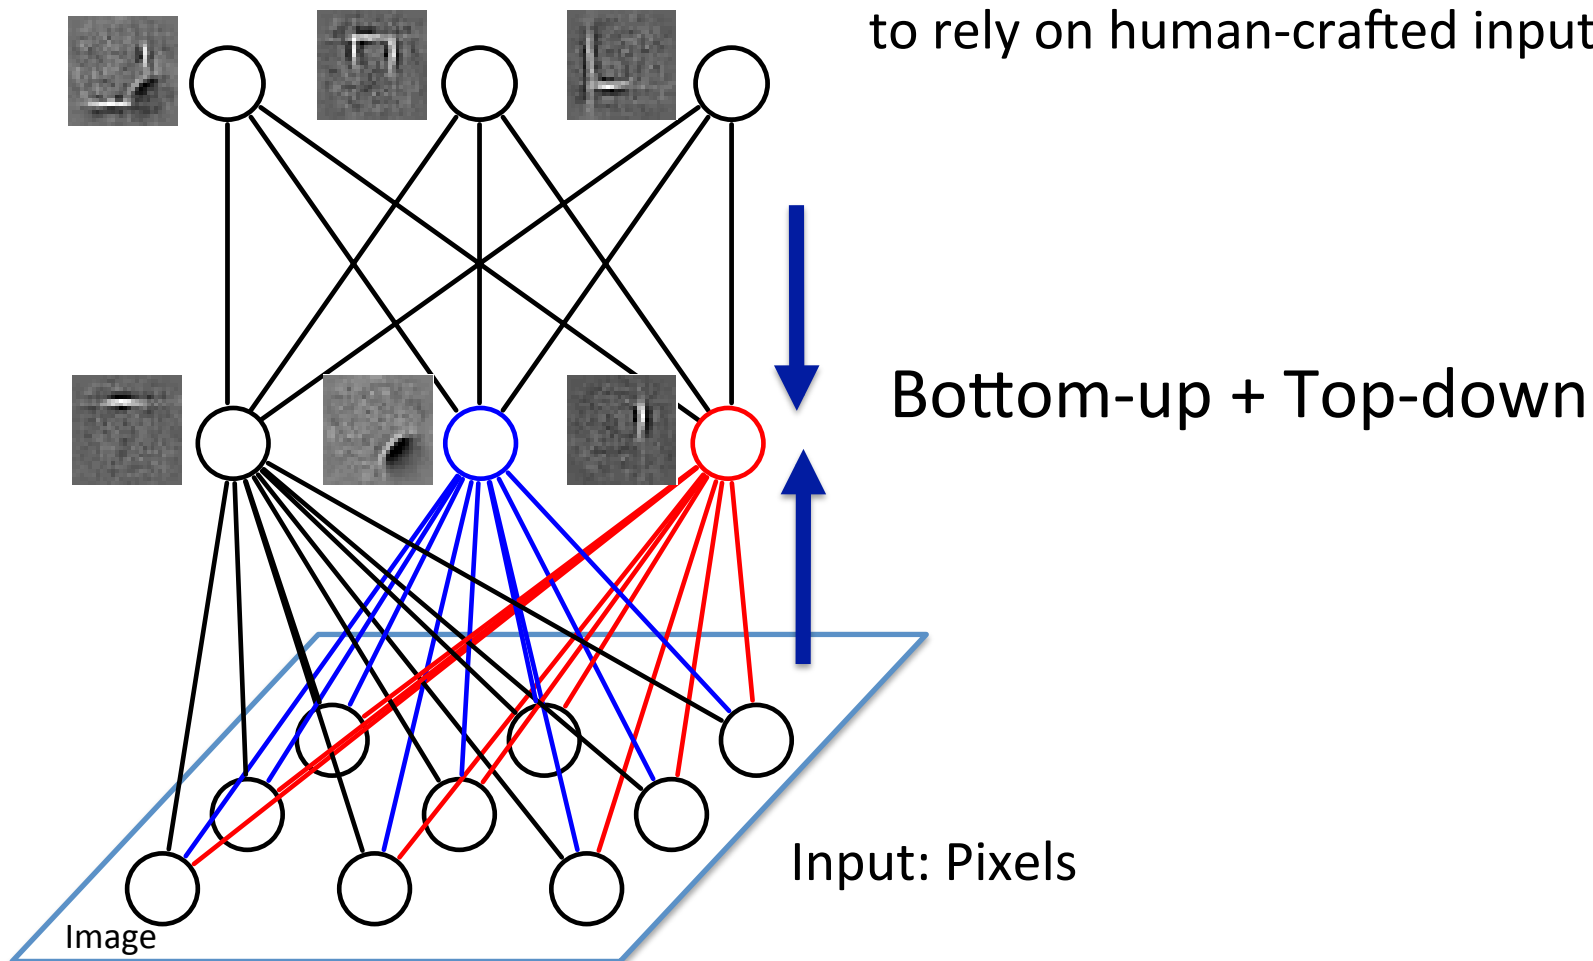 to rely on human-crafted input
Bottom-up + Top-down
Input: Pixels
Image